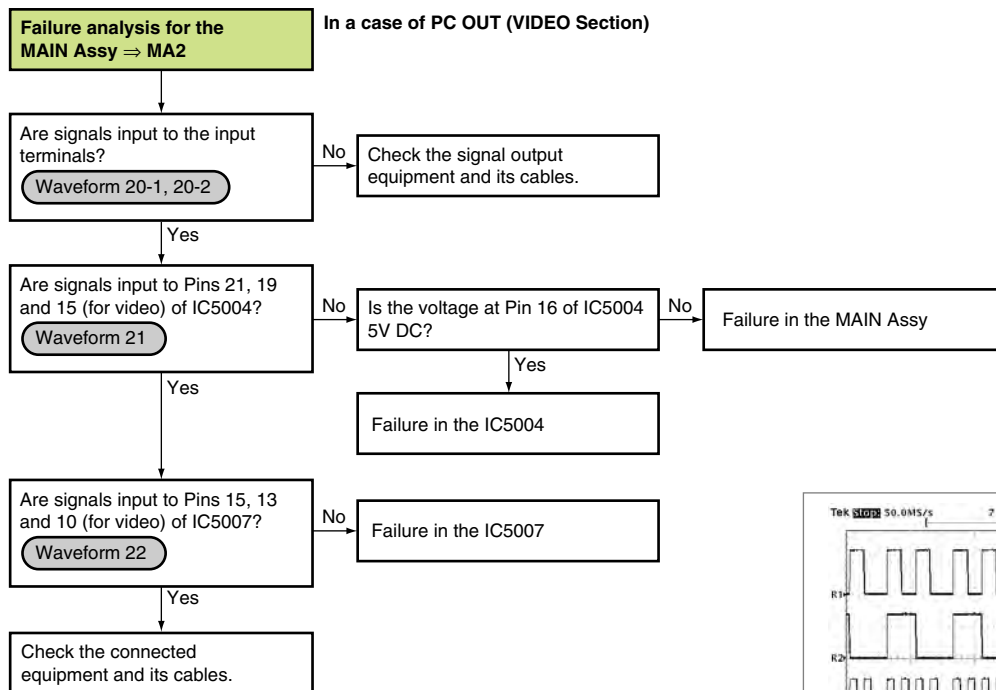 Failure analysis for the
MAIN Assy ⇒ MA2
In a case of PC OUT (VIDEO Section)
Are signals input to the input
terminals?
Waveform 20-1, 20-2
No
Check the signal output
equipment and its cables.
Yes
Are signals input to Pins 21, 19
and 15 (for video) of IC5004?
Waveform 21
No
Is the voltage at Pin 16 of IC5004
5V DC?
No
Failure in the MAIN Assy
Yes
Failure in the IC5004
Yes
Are signals input to Pins 15, 13
and 10 (for video) of IC5007?
Waveform 22
No
Failure in the IC5007
Yes
Check the connected
equipment and its cables.
Tek Stop: 50.0MS/s
R1
R2